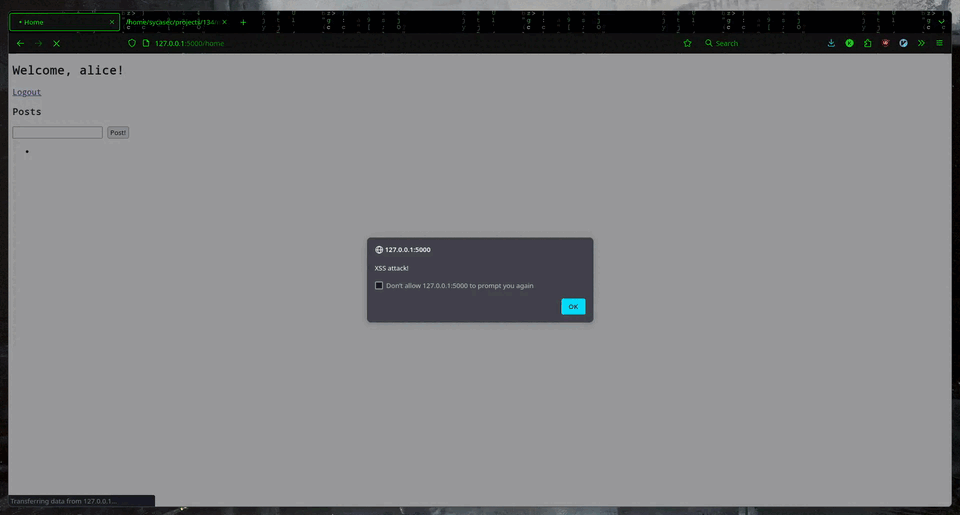 Home
/home/sycasec/projects/134
127.0.0.1:5000/home
Search
Welcome, alice!
Logout
Posts
Post!
127.0.0.1:5000
XSS attack!
Don't allow 127.0.0.1:5000 to prompt you again
OK
Transferring data from 127.0.0.1…